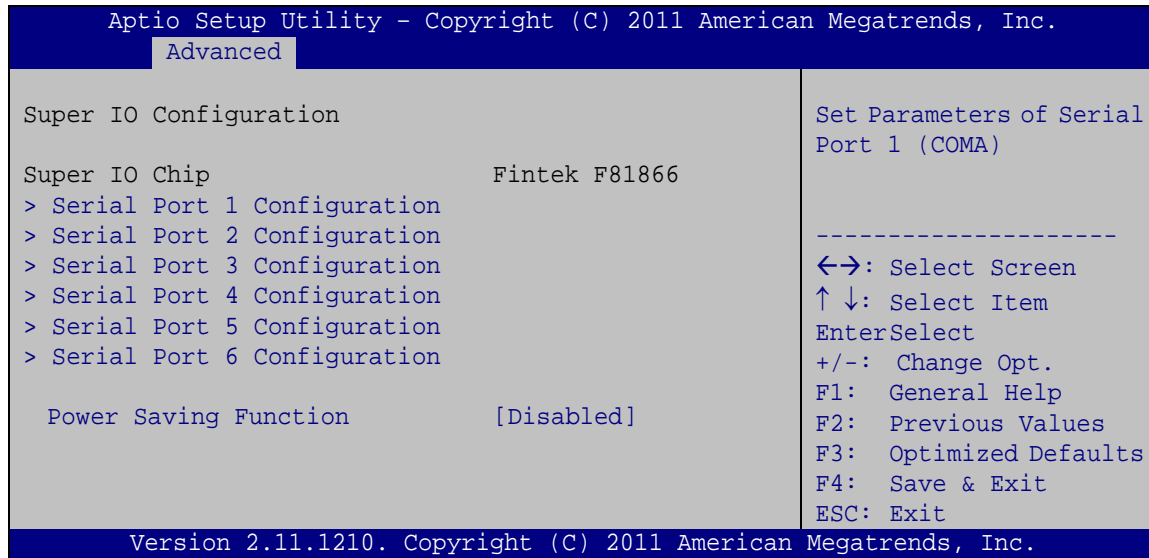 Aptio Setup Utility – Copyright (C) 2011 American Megatrends, Inc.
Advanced
Super IO Configuration
Super IO Chip Fintek F81866
> Serial Port 1 Configuration
> Serial Port 2 Configuration
> Serial Port 3 Configuration
> Serial Port 4 Configuration
> Serial Port 5 Configuration
> Serial Port 6 Configuration
Power Saving Function [Disabled]
Set Parameters of Serial
Port 1 (COMA)
---------------------
←→: Select Screen
↑ ↓: Select Item
EnterSelect
+/-: Change Opt.
F1: General Help
F2: Previous Values
F3: Optimized Defaults
F4: Save & Exit
ESC: Exit
Version 2.11.1210. Copyright (C) 2011 American Megatrends, Inc.